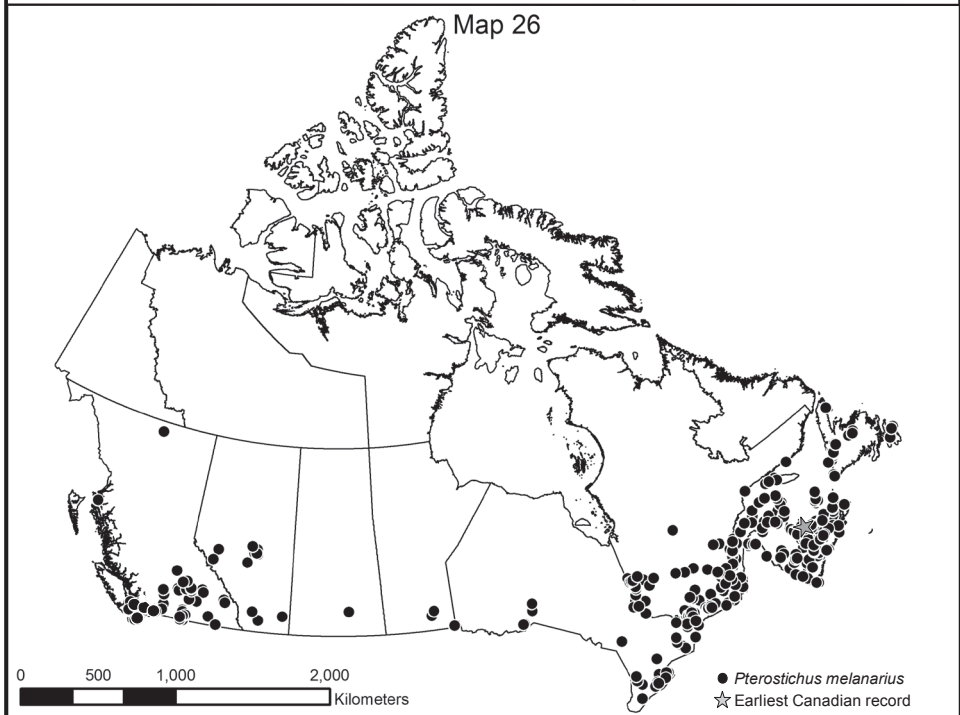 Map 26
0 500 1,000 2,000
Kilometers
Pterostichus melanarius
Earliest Canadian record